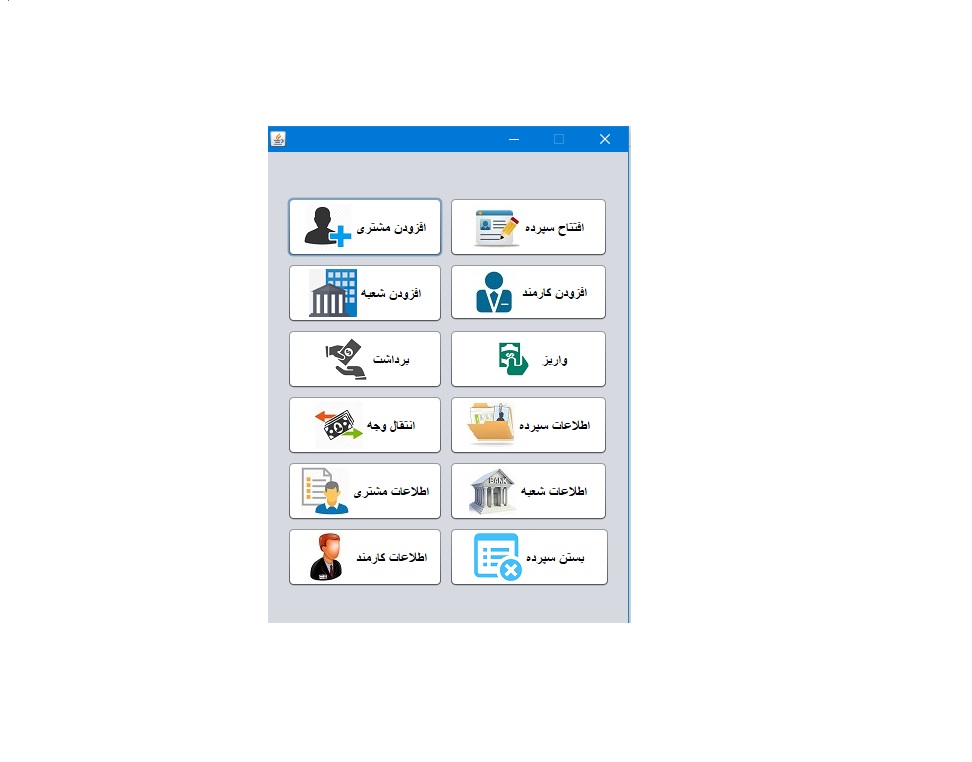 افتتاح سپرده
افزودن مشتری
افزودن کارمند
افزودن شعبه
واریز
برداشت
اطلاعات سپرده
انتقال وجه
اطلاعات شعبه
BANK
اطلاعات مشتری
بستن سپرده
اطلاعات کارمند